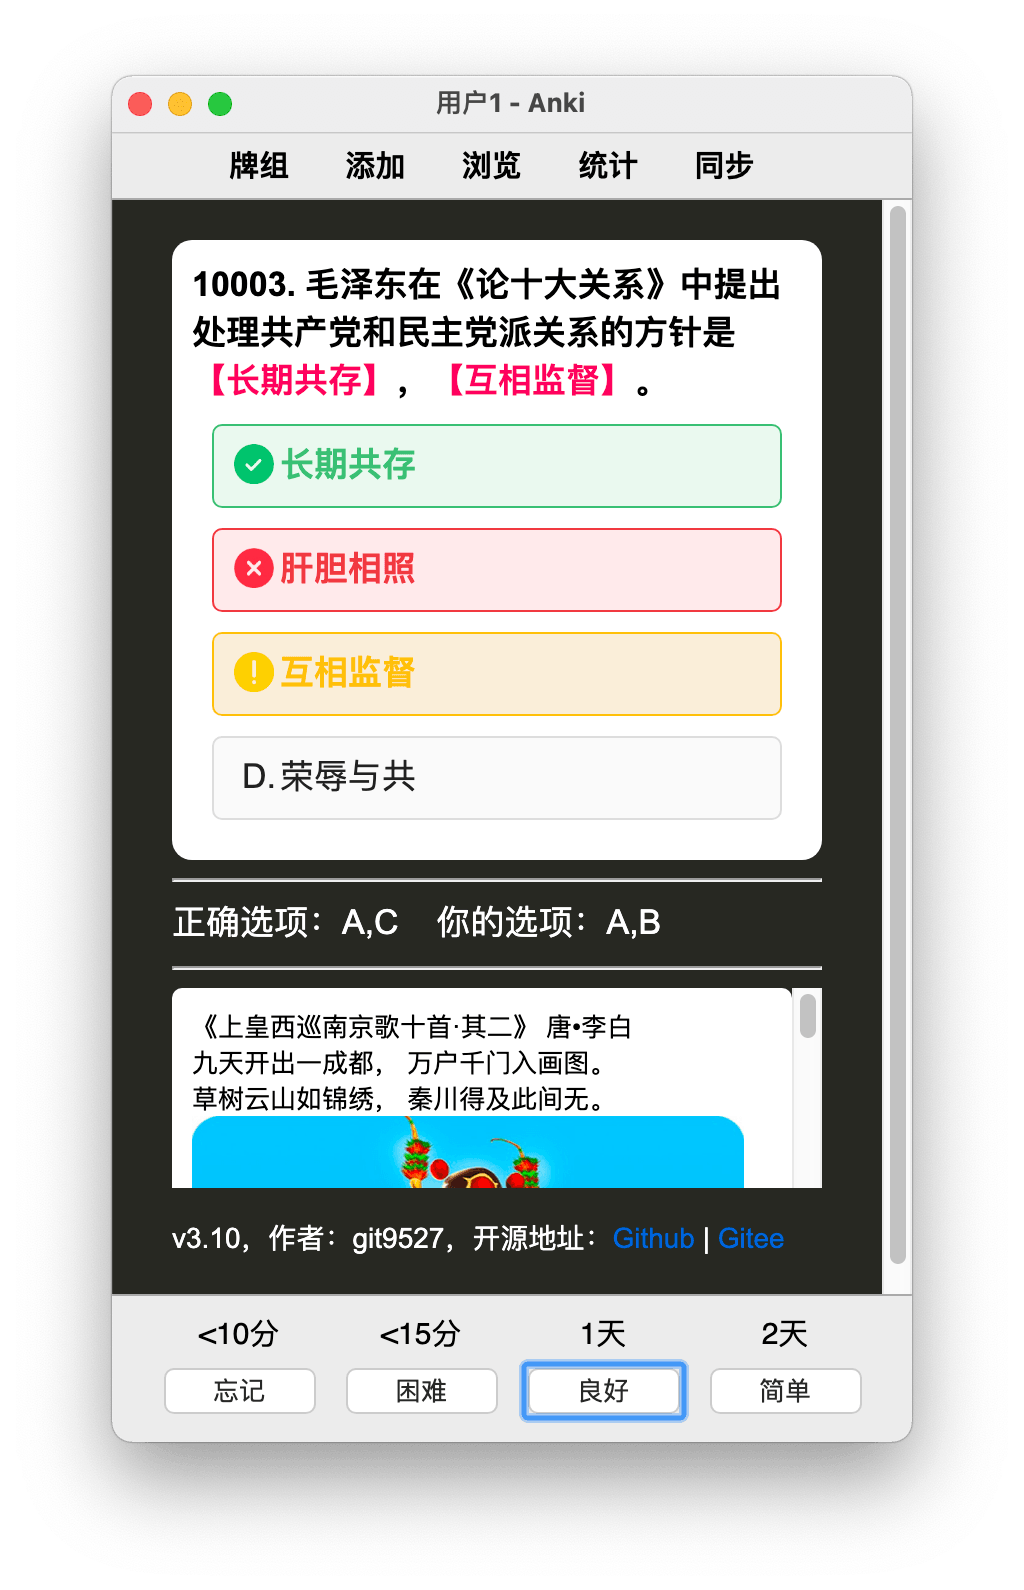 用户1 - Anki
牌组 添加 浏览 统计 同步
10003. 毛泽东在《论十大关系》中提出
处理共产党和民主党派关系的方针是
【长期共存】，【互相监督】。
长期共存
肝胆相照
互相监督
D. 荣辱与共
正确选项：A,C 你的选项：A,B
《上皇西巡南京歌十首·其二》 唐•李白
九天开出一成都， 万户千门入画图。
草树云山如锦绣， 秦川得及此间无。
v3.10，作者：git9527，开源地址：Github | Gitee
<10分 <15分 1天 2天
忘记 困难 良好 简单